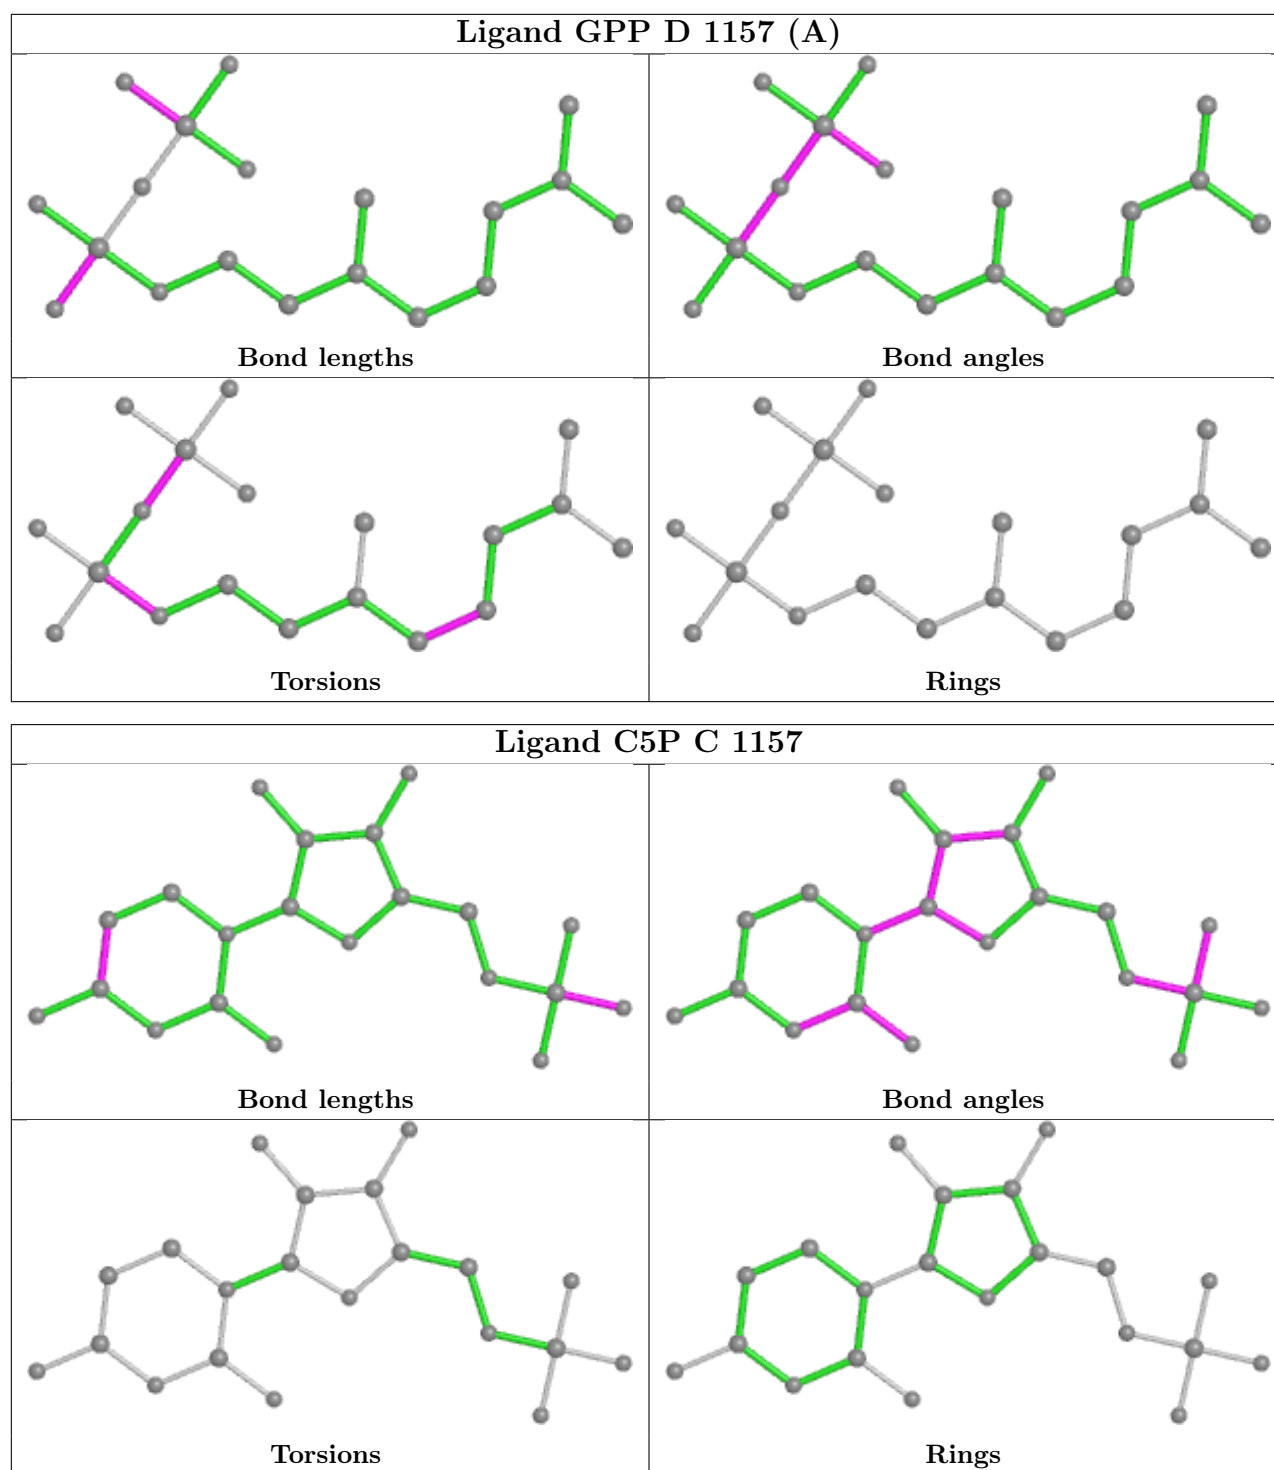 Ligand GPP D 1157 (A)
Bond lengths
Bond angles
Torsions
Rings
Ligand C5P C 1157
Bond lengths
Bond angles
Torsions
Rings